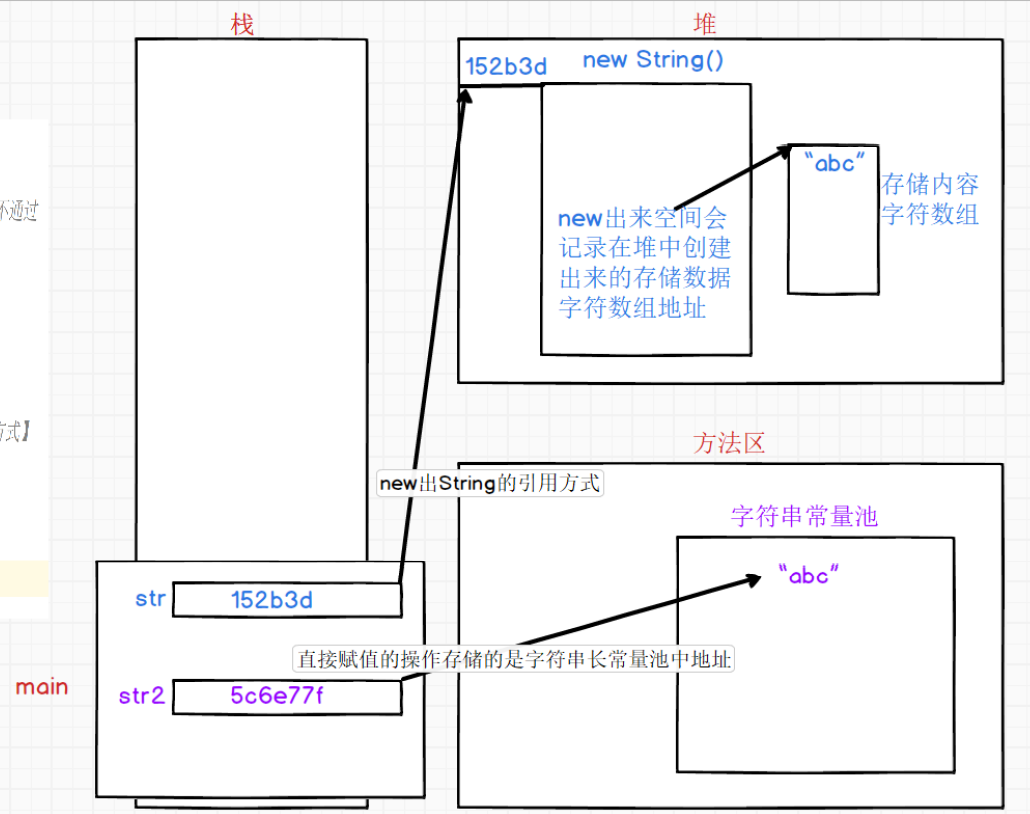 栈
堆
152b3d
new String()
"abc"
存储内容
字符数组
new出来空间会
记录在堆中创建
出来的存储数据
字符数组地址
不通过
方式】
方法区
new出String的引用方式
字符串常量池
"abc"
str
152b3d
直接赋值的操作存储的是字符串长常量池中地址
main
str2
5c6e77f